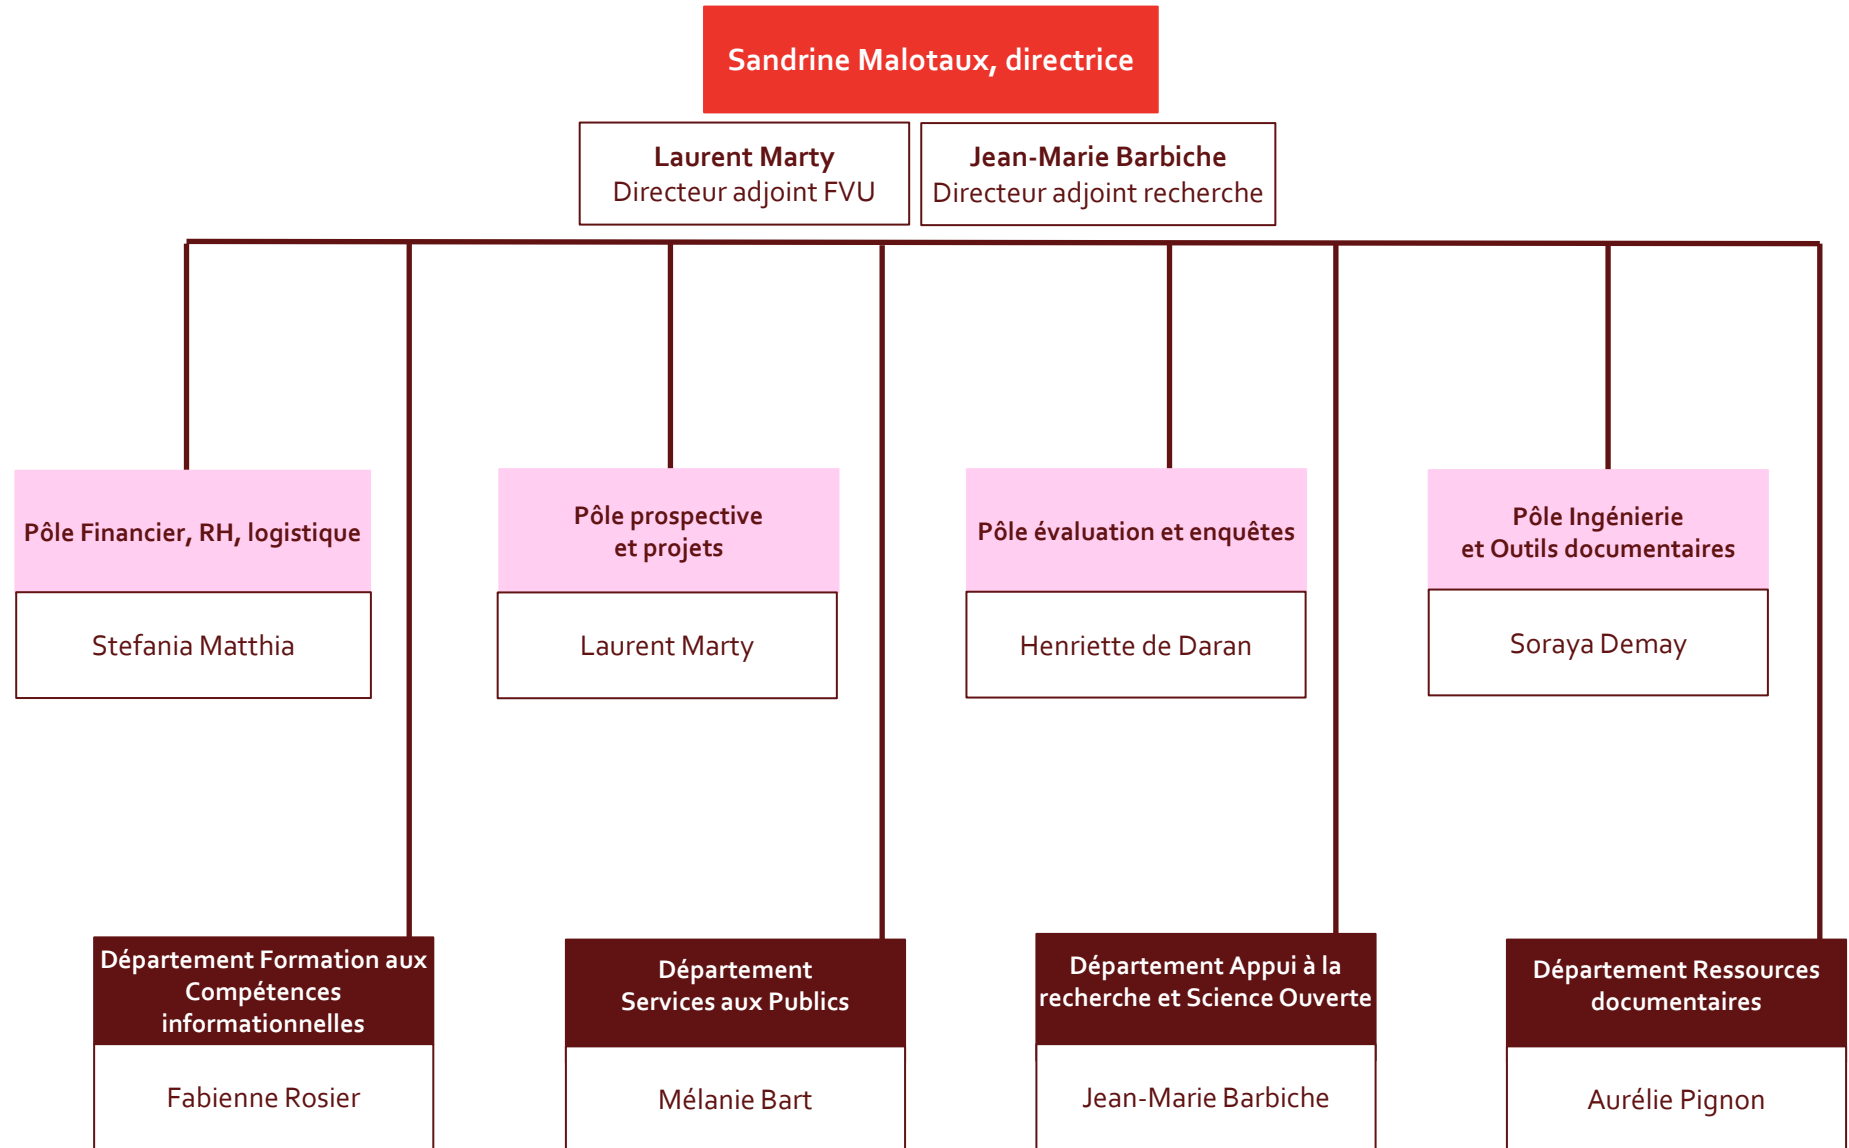 Sandrine Malotaux, directrice
Laurent Marty
Directeur adjoint FVU
Jean-Marie Barbiche
Directeur adjoint recherche
Pôle Financier, RH, logistique
Stefania Matthia
Pôle prospective
et projets
Laurent Marty
Pôle évaluation et enquêtes
Henriette de Daran
Pôle Ingénierie
et Outils documentaires
Soraya Demay
Département Formation aux
Compétences
informationnelles
Fabienne Rosier
Département
Services aux Publics
Mélanie Bart
Département Appui à la
recherche et Science Ouverte
Jean-Marie Barbiche
Département Ressources
documentaires
Aurélie Pignon